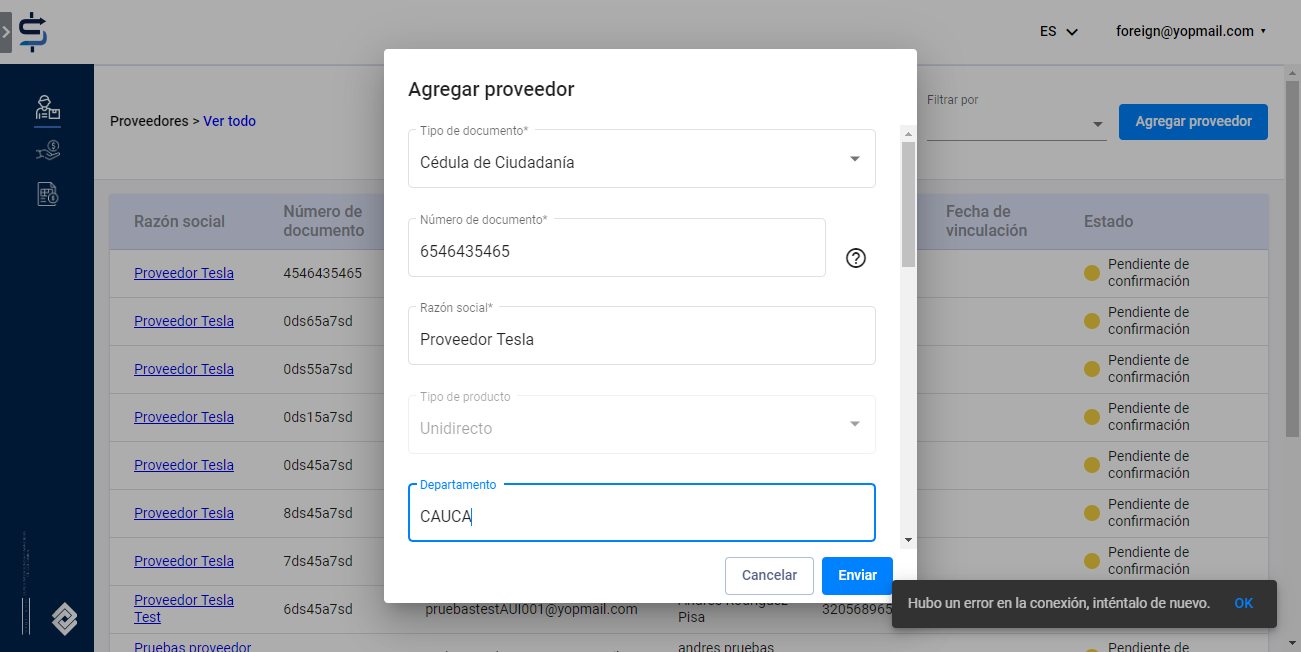 ES
foreign@yopmail.com
Agregar proveedor
Proveedores > Ver todo
Filtrar por
Agregar proveedor
Tipo de documento*
Cédula de Ciudadanía
Número de documento*
6546435465
Razón social*
Proveedor Tesla
Tipo de producto
Unidirecto
Departamento
CAUCA
Cancelar
Enviar
Razón social
Número de
documento
Fecha de
vinculación
Estado
Proveedor Tesla
4546435465
Pendiente de
confirmación
Proveedor Tesla
0ds65a7sd
Pendiente de
confirmación
Proveedor Tesla
0ds55a7sd
Pendiente de
confirmación
Proveedor Tesla
0ds15a7sd
Pendiente de
confirmación
Proveedor Tesla
0ds45a7sd
Pendiente de
confirmación
Proveedor Tesla
8ds45a7sd
Pendiente de
confirmación
Proveedor Tesla
7ds45a7sd
Pendiente de
confirmación
Proveedor Tesla
Test
6ds45a7sd
pruebastestAUI001@yopmail.com
Andres Rodriguez
Pisa
320568965
Pruebas proveedor
andres pruebas
Pendiente de
Hubo un error en la conexión, inténtalo de nuevo.
OK